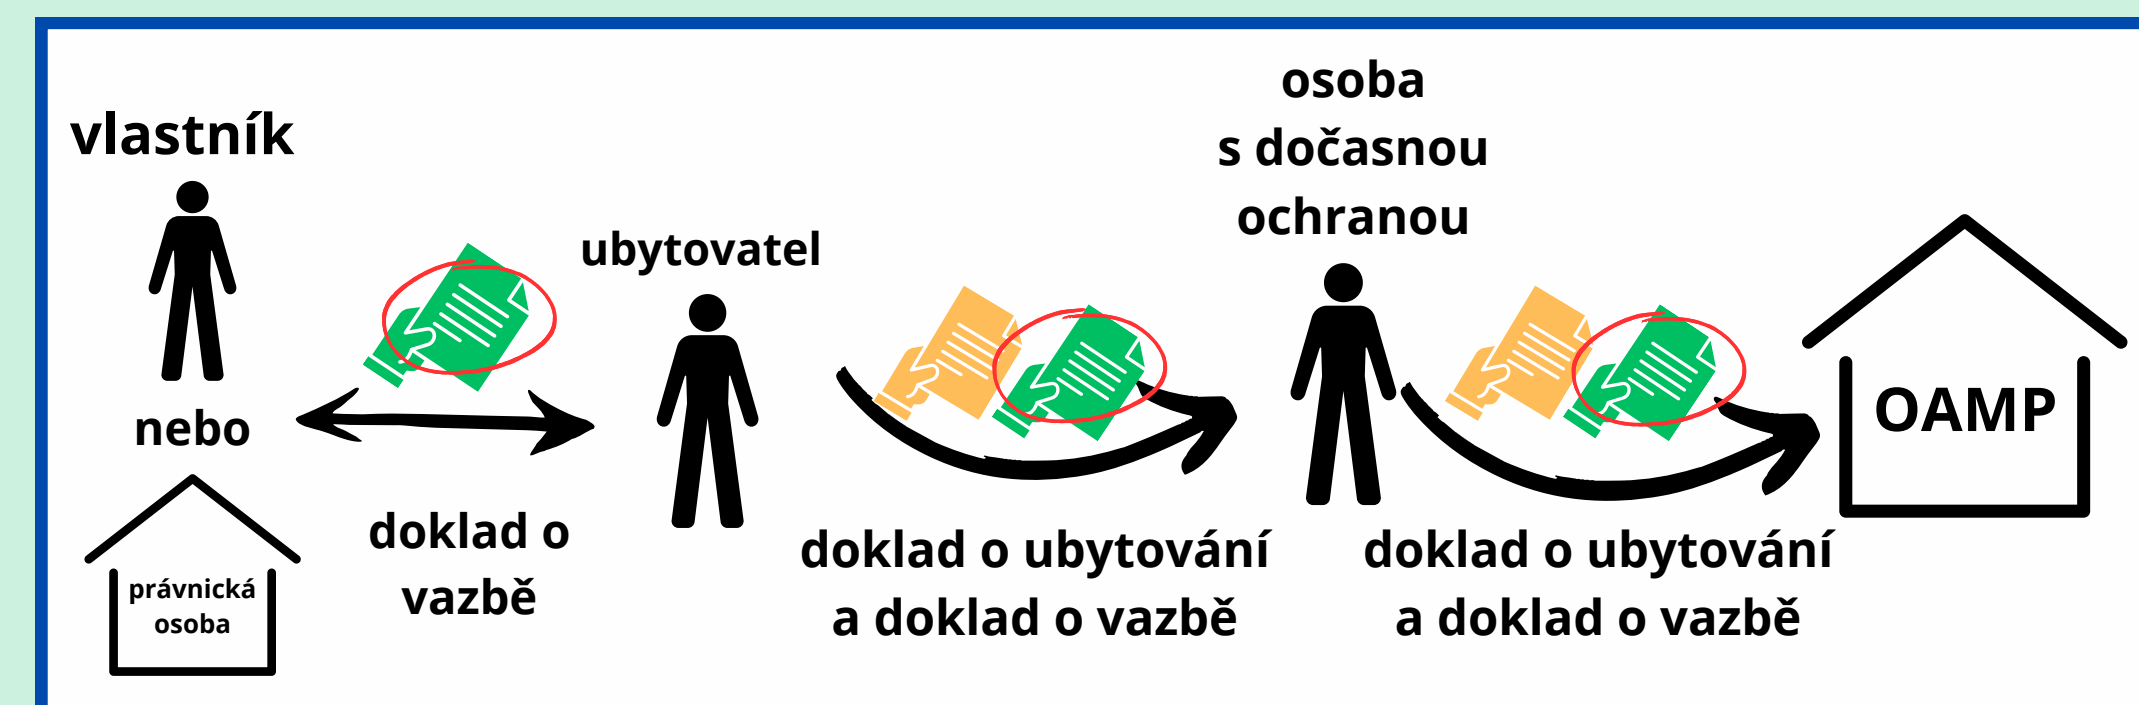 vlastník
nebo
právnická
osoba
doklad o
vazbě
ubytovatel
doklad o ubytování
a doklad o vazbě
osoba
s dočasnou
ochranou
doklad o ubytování
a doklad o vazbě
OAMP